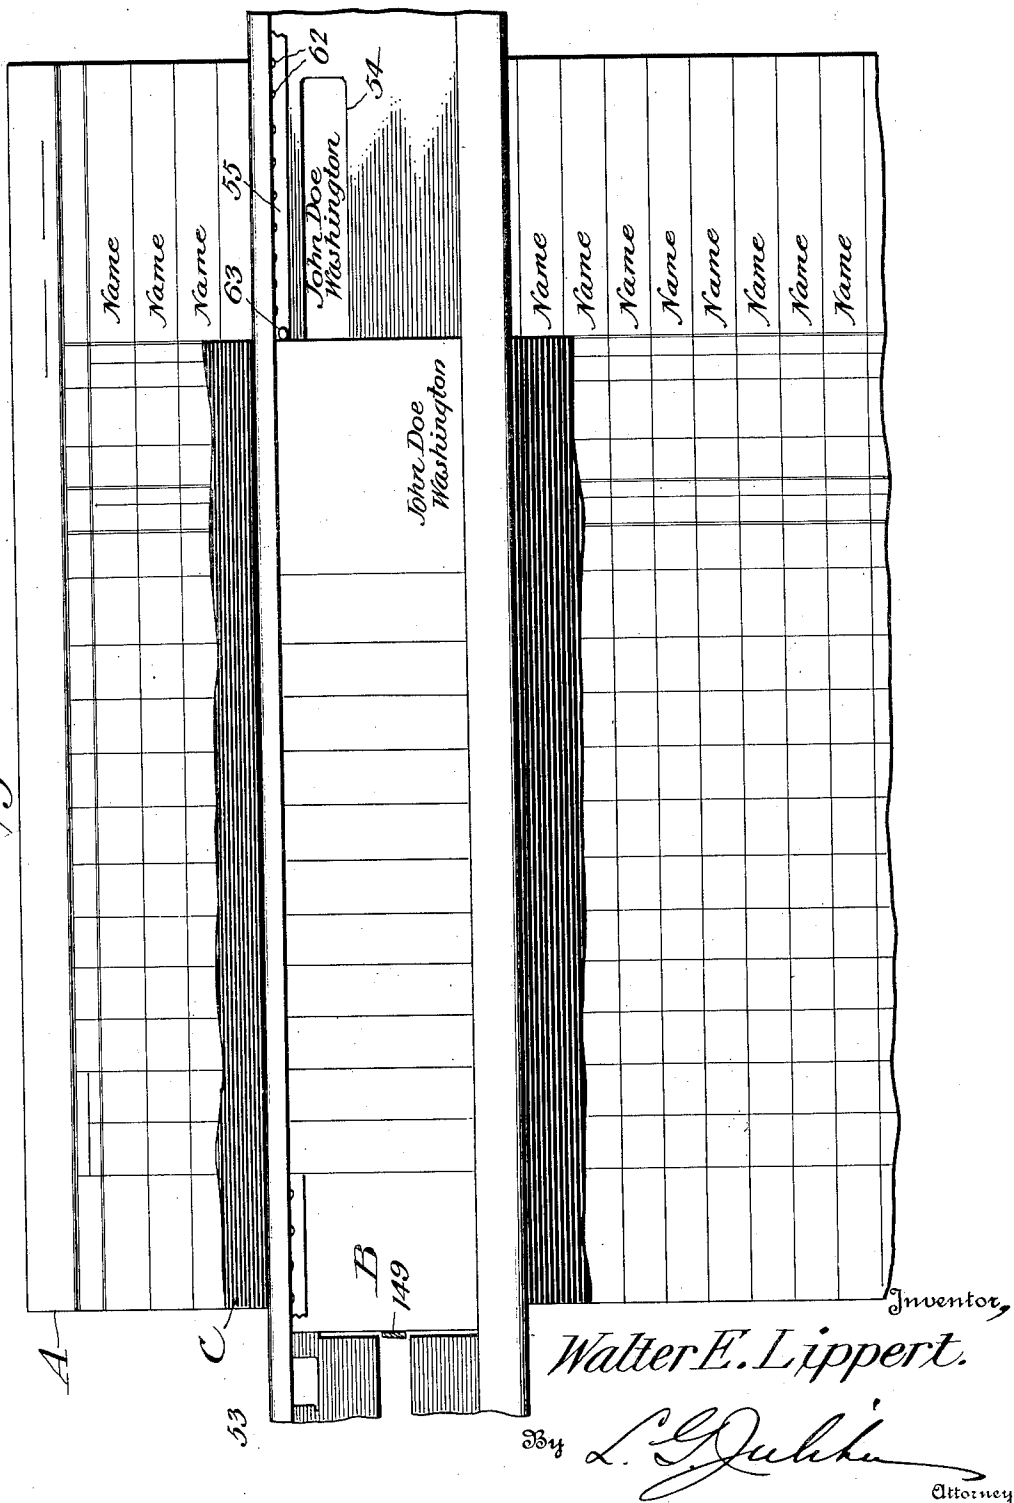 62
54
55
63
John Doe
Washington
Name
Name
Name
Name
Name
Name
Name
Name
Name
Name
Name
John Doe
Washington
B
149
A
C
53
Inventor,
Walter E. Lippert.
By
Attorney